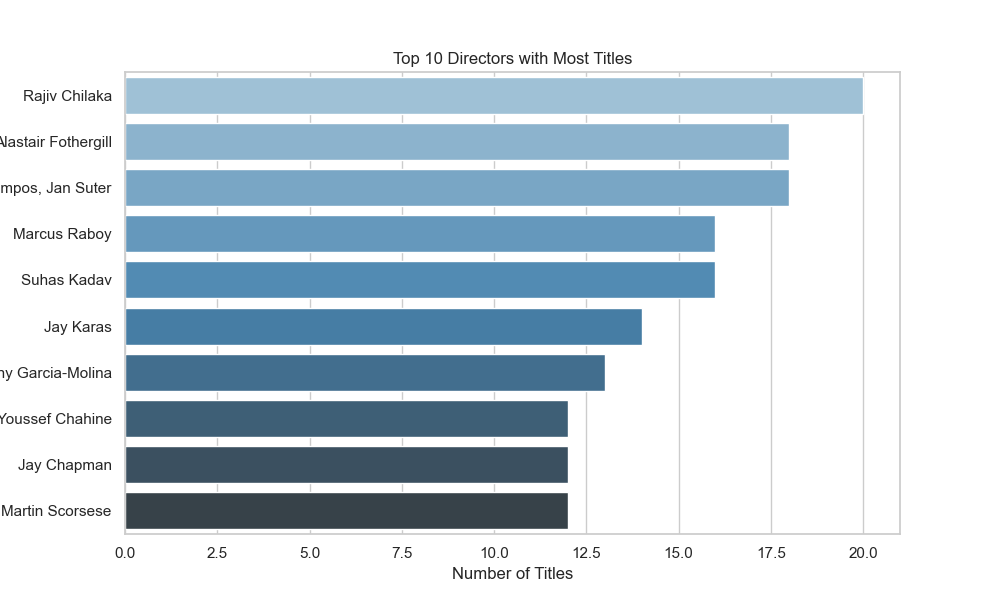 Top 10 Directors with Most Titles
Rajiv Chilaka
Alastair Fothergill
mpos, Jan Suter
Marcus Raboy
Suhas Kadav
Jay Karas
ny Garcia-Molina
Youssef Chahine
Jay Chapman
Martin Scorsese
0.0 2.5 5.0 7.5 10.0 12.5 15.0 17.5 20.0
Number of Titles